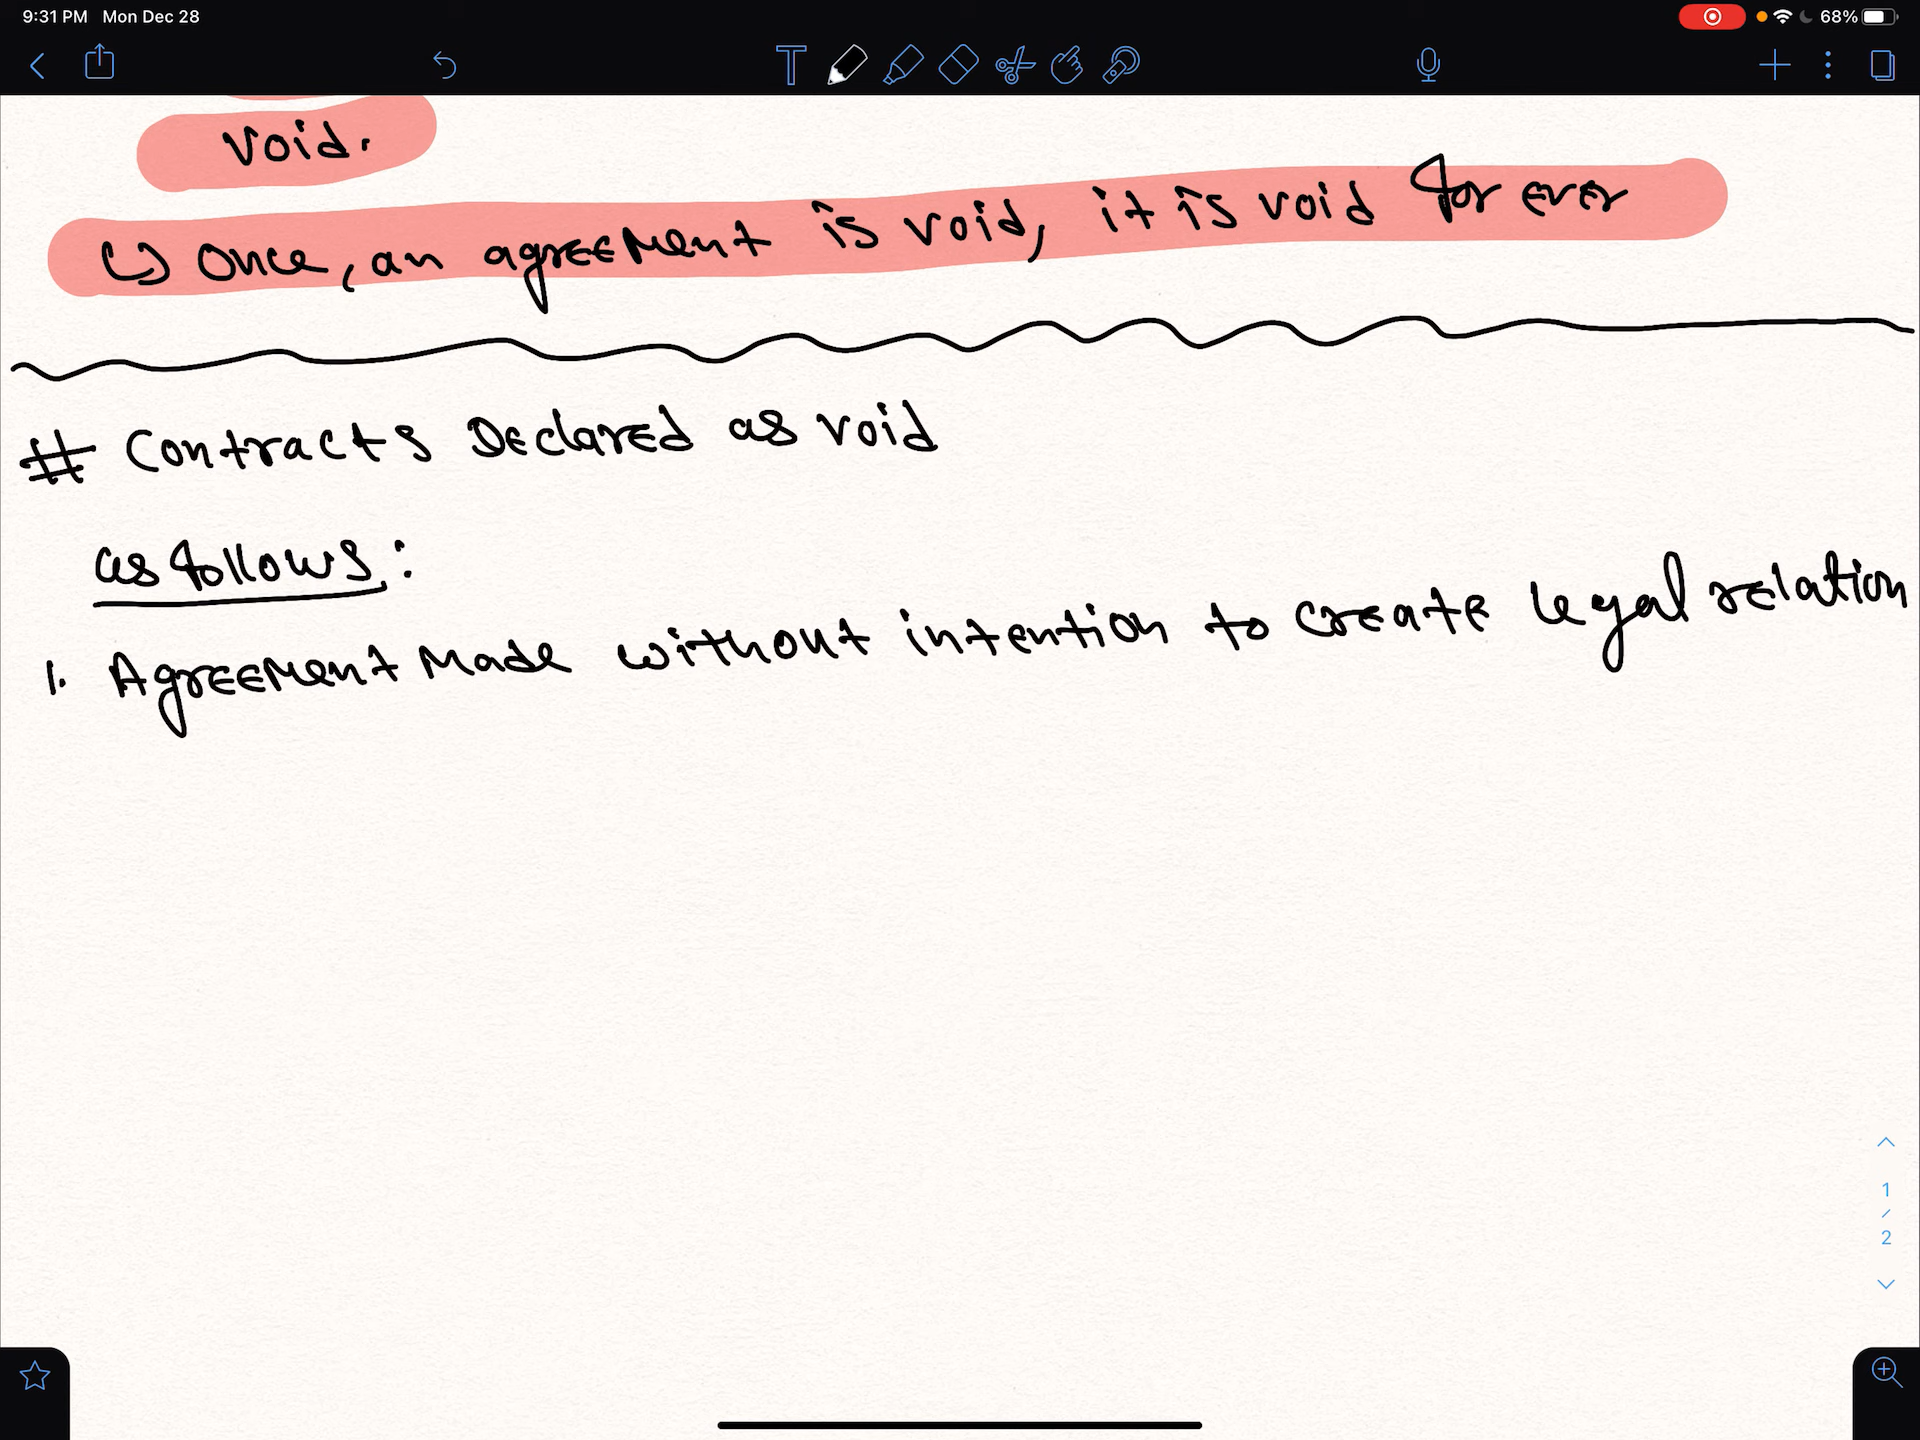 9:31 PM Mon Dec 28
68%
void.
↳ Once, an agreement is void, it is void for ever
# Contracts Declared as void
as follows:
1. Agreement Made without intention to create legal relation
1
/
2